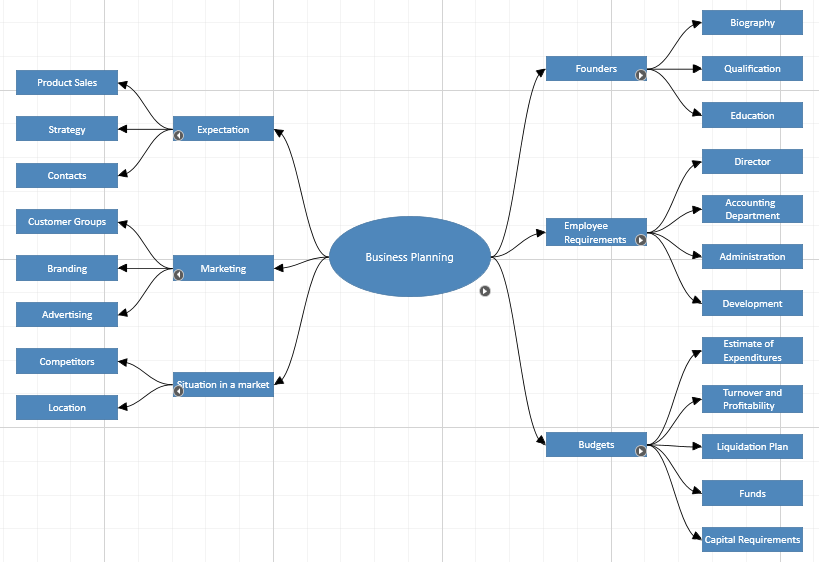 Product Sales
Strategy
Contacts
Expectation
Customer Groups
Branding
Advertising
Marketing
Competitors
Location
Situation in a market
Business Planning
Founders
Biography
Qualification
Education
Employee
Requirements
Director
Accounting
Department
Administration
Development
Budgets
Estimate of
Expenditures
Turnover and
Profitability
Liquidation Plan
Funds
Capital Requirements